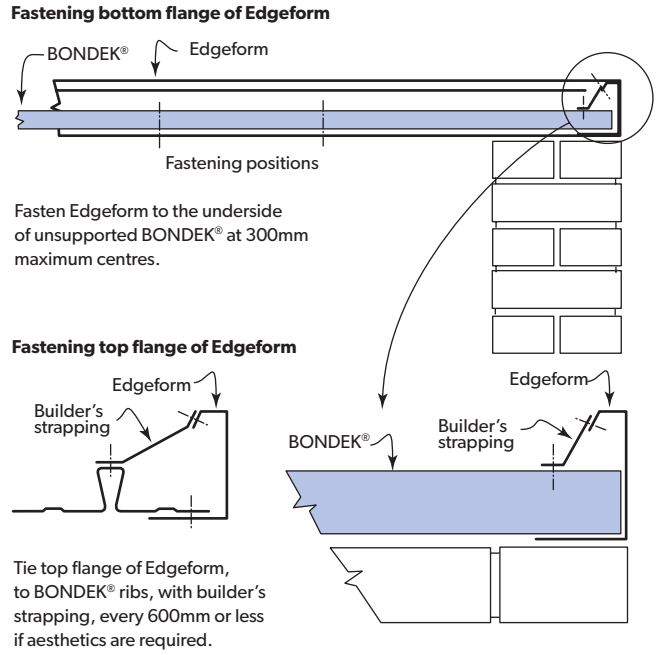 Fastening bottom flange of Edgeform
BONDEK®
Edgeform
Fastening positions
Fasten Edgeform to the underside
of unsupported BONDEK® at 300mm
maximum centres.
Fastening top flange of Edgeform
Edgeform
Builder’s
strapping
Edgeform
Builder’s
strapping
BONDEK®
Tie top flange of Edgeform,
to BONDEK® ribs, with builder’s
strapping, every 600mm or less
if aesthetics are required.